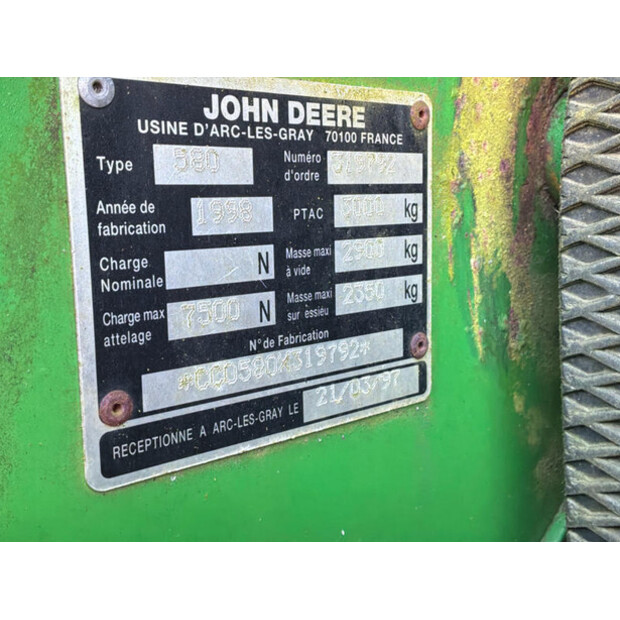 JOHN DEERE
USINE D'ARC-LES-GRAY 70100 FRANCE
Type 580
Numéro d'ordre 319792
Année de fabrication 1998
PTAC kg
Charge Nominale N
Masse maxi à vide 2900 kg
Charge max attelage 7500 N
Masse maxi sur essieu 2350 kg
N° de Fabrication
*CC0580X319792*
RECEPTIONNE A ARC-LES-GRAY LE 21/03/97